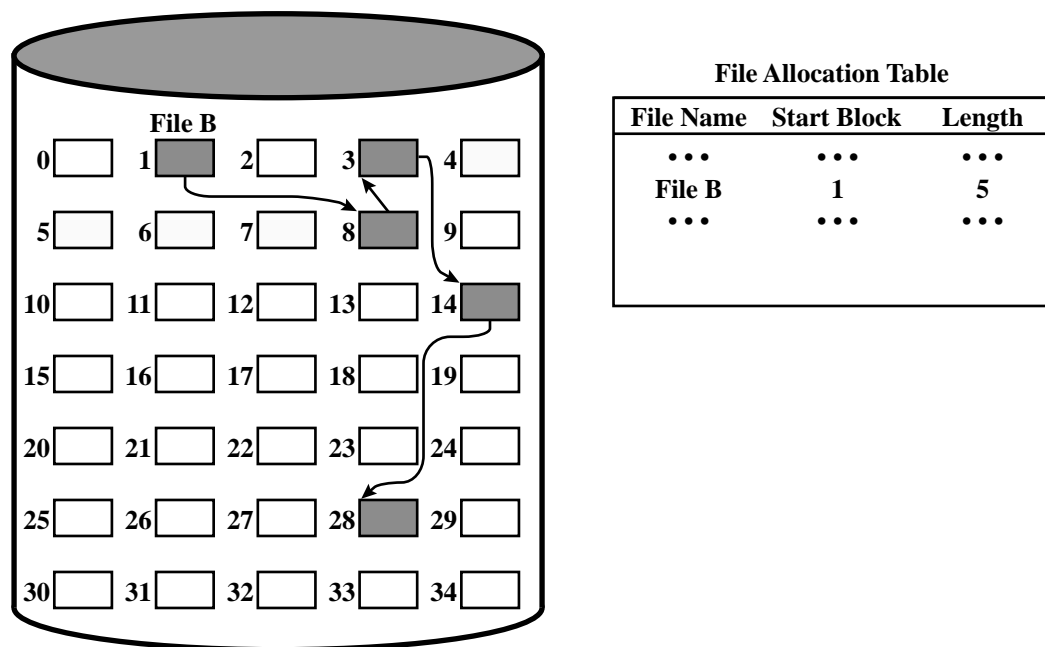 File Allocation Table
File Name Start Block Length
• • • • • • • • •
File B 1 5
• • • • • • • • •
File B
0 1 2 3 4
5 6 7 8 9
10 11 12 13 14
15 16 17 18 19
20 21 22 23 24
25 26 27 28 29
30 31 32 33 34